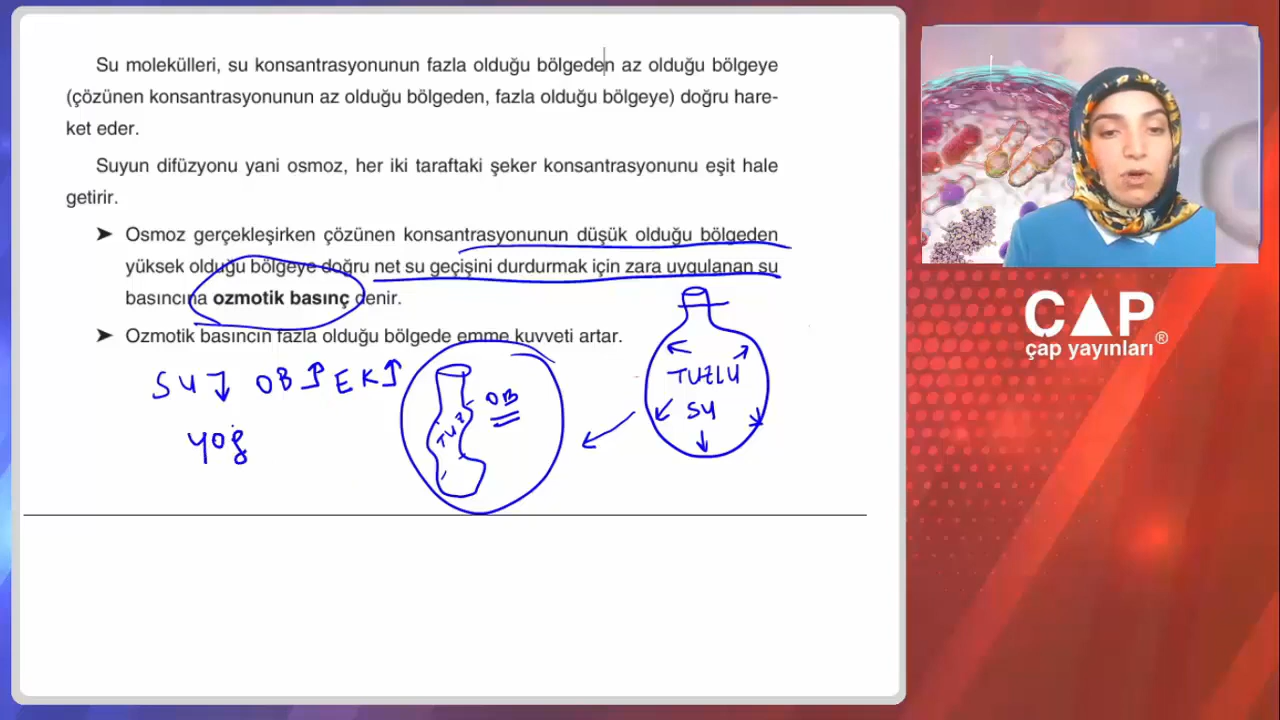 Su molekülleri, su konsantrasyonunun fazla olduğu bölgeden az olduğu bölgeye
(çözünen konsantrasyonunun az olduğu bölgeden, fazla olduğu bölgeye) doğru hare-
ket eder.
Suyun difüzyonu yani osmoz, her iki taraftaki şeker konsantrasyonunu eşit hale
getirir.
➤ Osmoz gerçekleşirken çözünen konsantrasyonunun düşük olduğu bölgeden
yüksek olduğu bölgeye doğru net su geçişini durdurmak için zara uygulanan su
basıncına ozmotik basınç denir.
➤ Ozmotik basıncın fazla olduğu bölgede emme kuvveti artar.
SU ↓ OB ↑ EK ↑
yoğ
TUZ
OB
TUZLU
SU
ÇAP
çap yayınları®